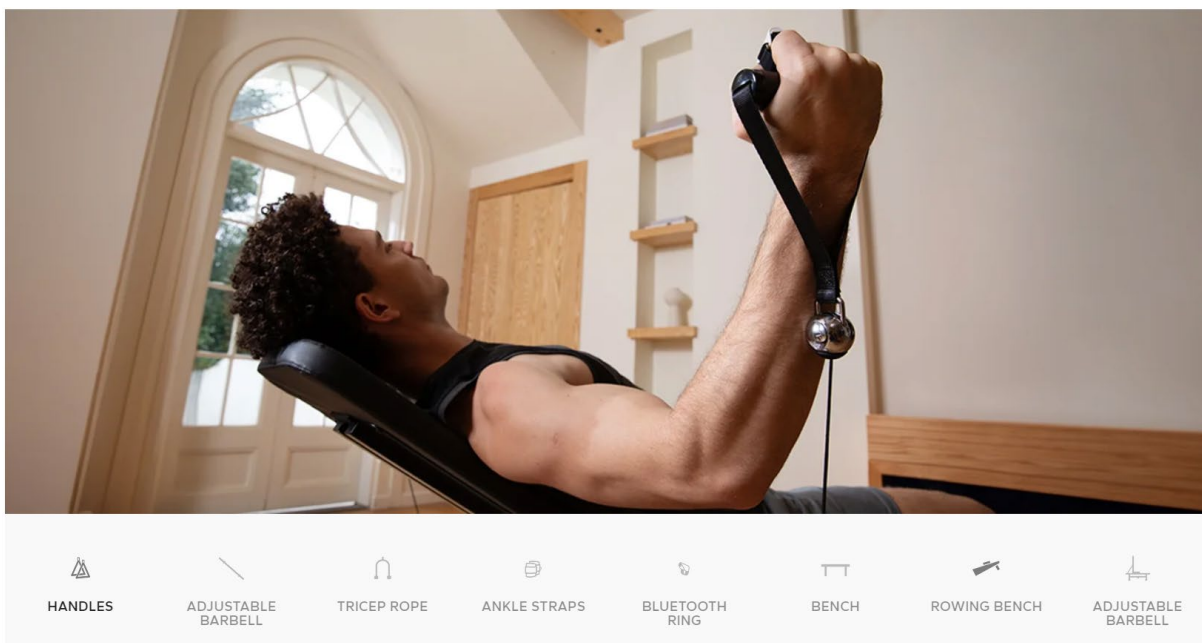 HANDLES
ADJUSTABLE
BARBELL
TRICEP ROPE
ANKLE STRAPS
BLUETOOTH
RING
BENCH
ROWING BENCH
ADJUSTABLE
BARBELL